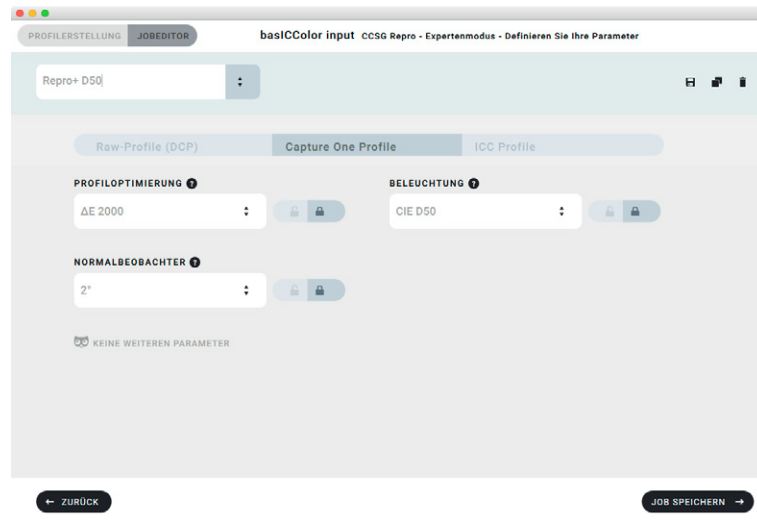 PROFILERSTELLUNG JOBEDITOR basICColor input CCSG Repro - Expertenmodus - Definieren Sie Ihre Parameter
Repro+ D50
Raw-Profile (DCP) Capture One Profile ICC Profile
PROFILOPTIMIERUNG ? BELEUCHTUNG ?
ΔE 2000 CIE D50
NORMALBEOBACHTER ?
2°
KEINE WEITEREN PARAMETER
← ZURÜCK JOB SPEICHERN →